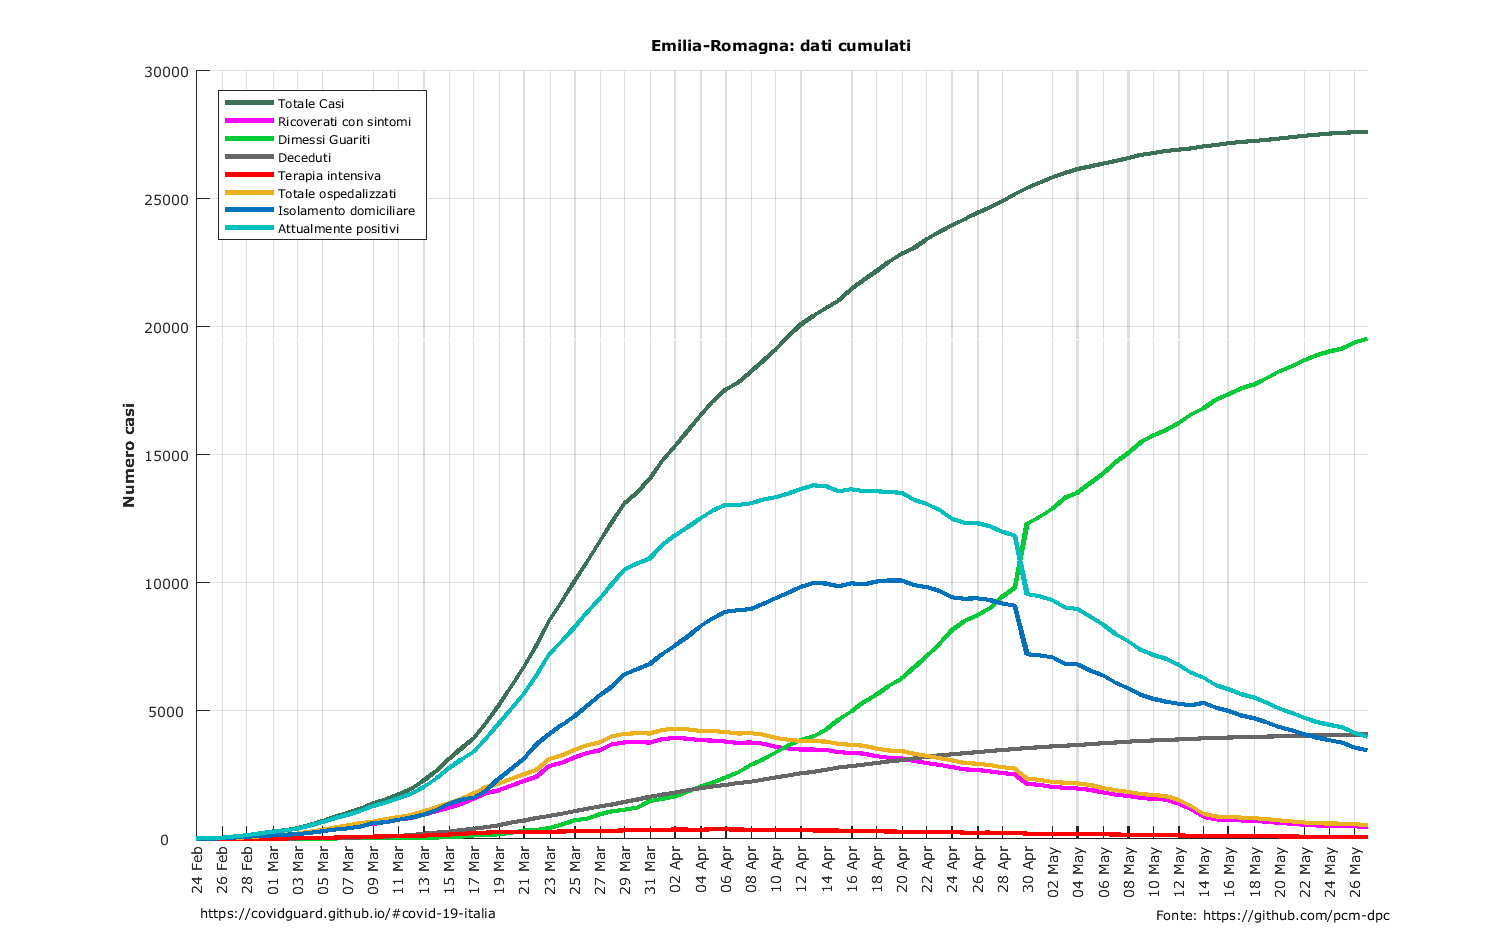 Emilia-Romagna: dati cumulati
30000
25000
20000
15000
10000
5000
0
Numero casi
Totale Casi
Ricoverati con sintomi
Dimessi Guariti
Deceduti
Terapia intensiva
Totale ospedalizzati
Isolamento domiciliare
Attualmente positivi
24 Feb
26 Feb
28 Feb
01 Mar
03 Mar
05 Mar
07 Mar
09 Mar
11 Mar
13 Mar
15 Mar
17 Mar
19 Mar
21 Mar
23 Mar
25 Mar
27 Mar
29 Mar
31 Mar
02 Apr
04 Apr
06 Apr
08 Apr
10 Apr
12 Apr
14 Apr
16 Apr
18 Apr
20 Apr
22 Apr
24 Apr
26 Apr
28 Apr
30 Apr
02 May
04 May
06 May
08 May
10 May
12 May
14 May
16 May
18 May
20 May
22 May
24 May
26 May
https://covidguard.github.io/#covid-19-italia
Fonte: https://github.com/pcm-dpc